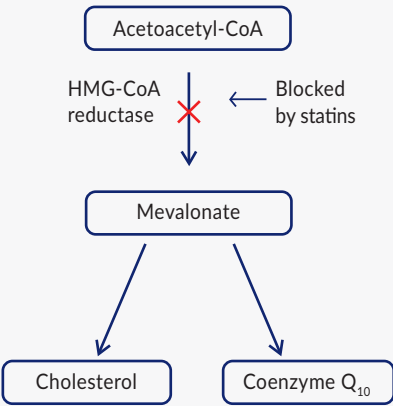 Acetoacetyl-CoA
HMG-CoA
reductase
Blocked
by statins
Mevalonate
Cholesterol
Coenzyme Q₁₀